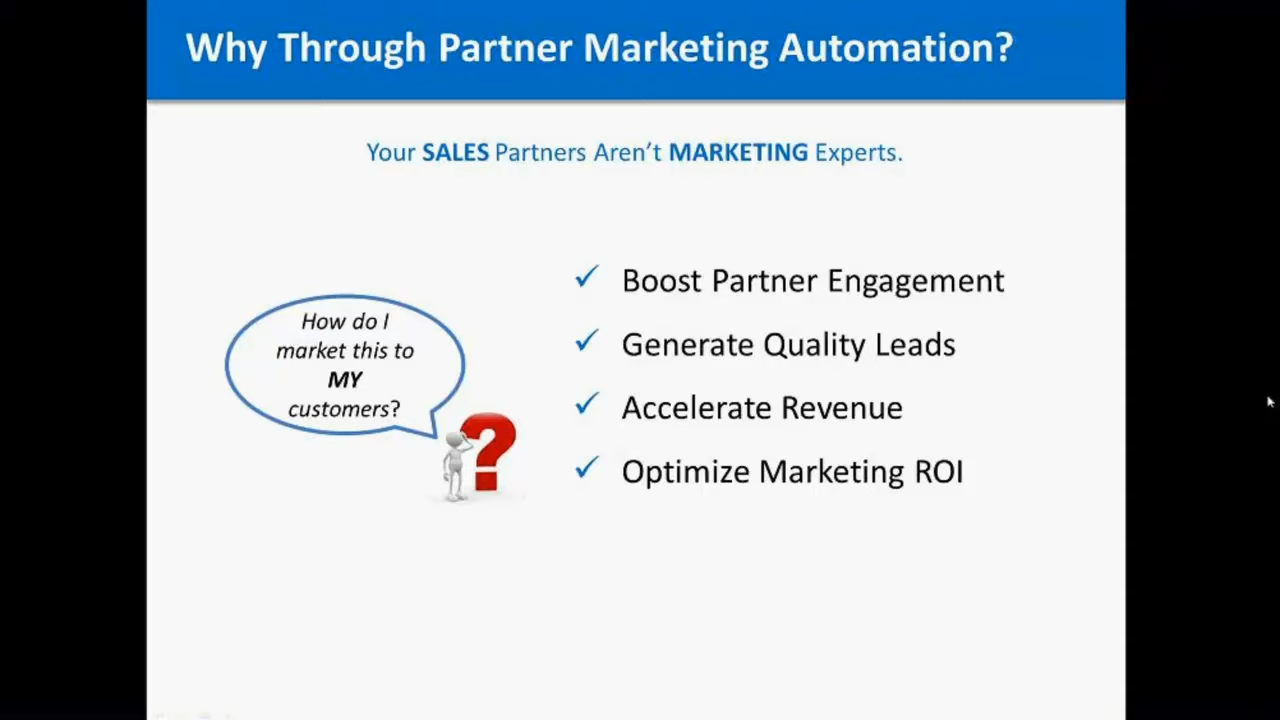 Why Through Partner Marketing Automation?
Your SALES Partners Aren't MARKETING Experts.
How do I
market this to
MY
customers?
?
✓ Boost Partner Engagement
✓ Generate Quality Leads
✓ Accelerate Revenue
✓ Optimize Marketing ROI